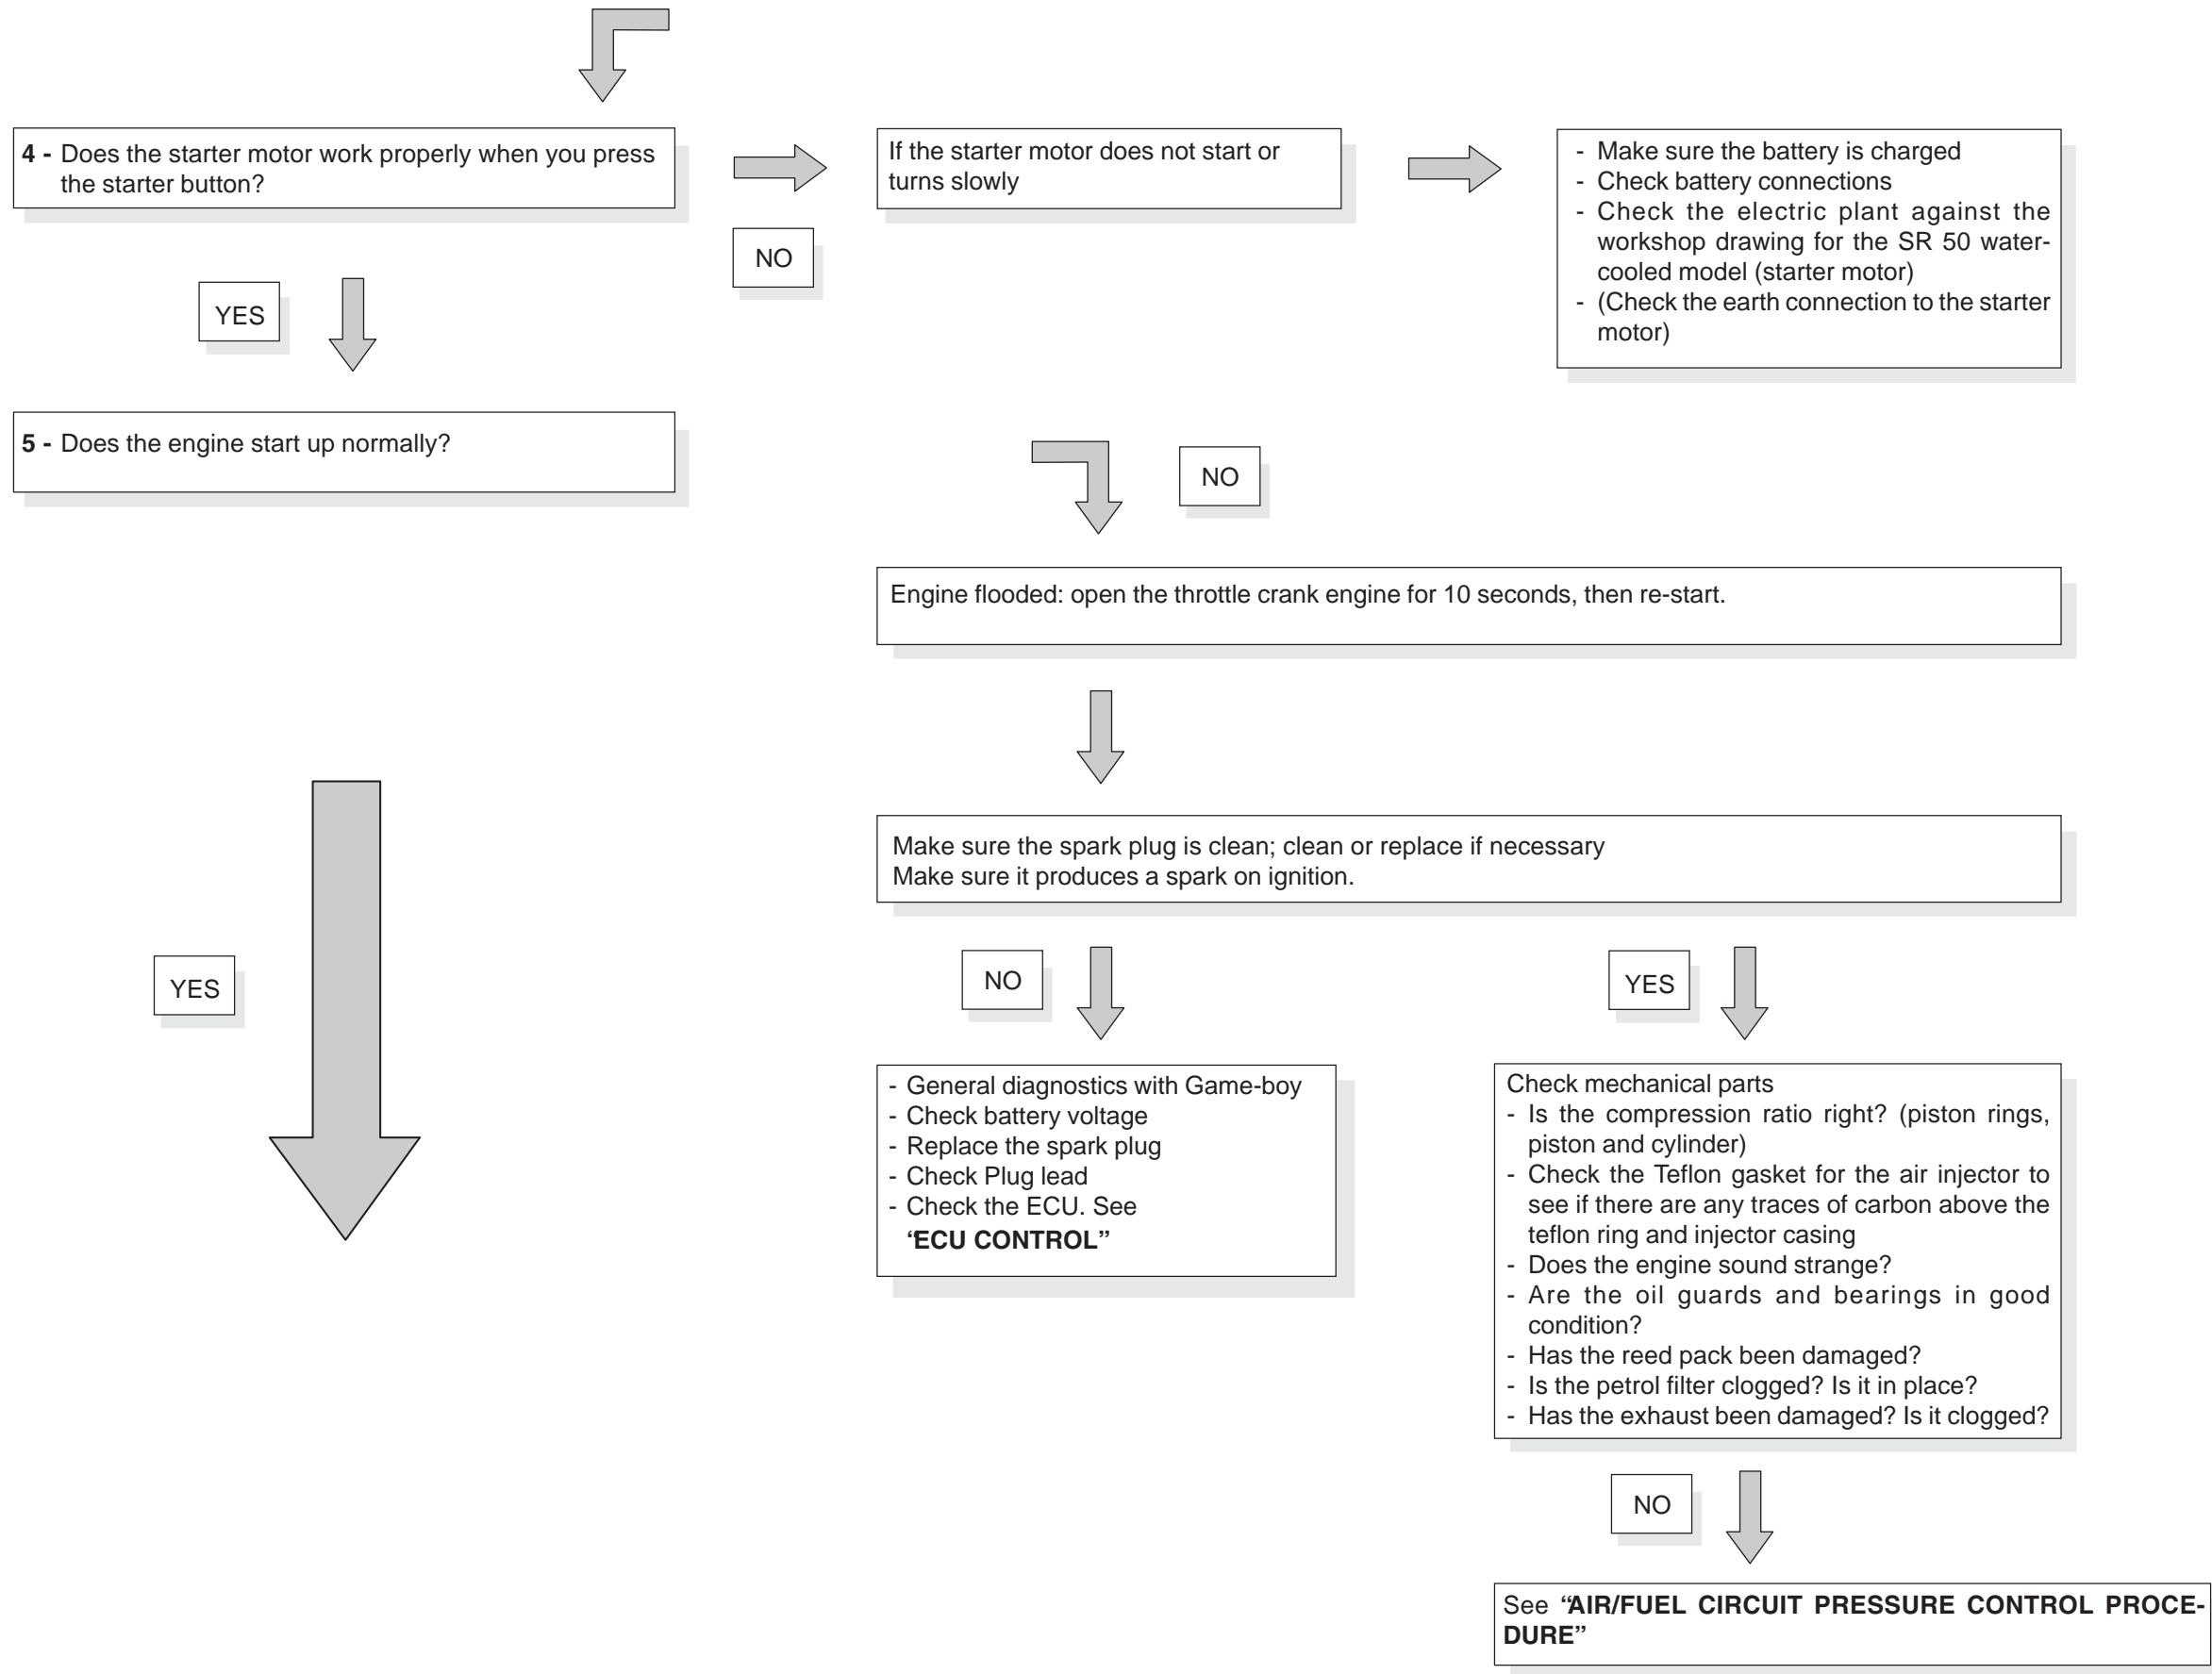 4 - Does the starter motor work properly when you press
the starter button?
NO
If the starter motor does not start or
turns slowly
- Make sure the battery is charged
- Check battery connections
- Check the electric plant against the
workshop drawing for the SR 50 water-
cooled model (starter motor)
- (Check the earth connection to the starter
motor)
YES
5 - Does the engine start up normally?
NO
Engine flooded: open the throttle crank engine for 10 seconds, then re-start.
Make sure the spark plug is clean; clean or replace if necessary
Make sure it produces a spark on ignition.
YES
NO
- General diagnostics with Game-boy
- Check battery voltage
- Replace the spark plug
- Check Plug lead
- Check the ECU. See
“ECU CONTROL”
YES
Check mechanical parts
- Is the compression ratio right? (piston rings,
piston and cylinder)
- Check the Teflon gasket for the air injector to
see if there are any traces of carbon above the
teflon ring and injector casing
- Does the engine sound strange?
- Are the oil guards and bearings in good
condition?
- Has the reed pack been damaged?
- Is the petrol filter clogged? Is it in place?
- Has the exhaust been damaged? Is it clogged?
NO
See “AIR/FUEL CIRCUIT PRESSURE CONTROL PROCE-
DURE”